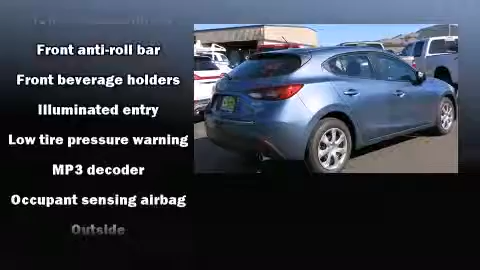 Front anti-roll bar
Front beverage holders
Illuminated entry
Low tire pressure warning
MP3 decoder
Occupant sensing airbag
Outside